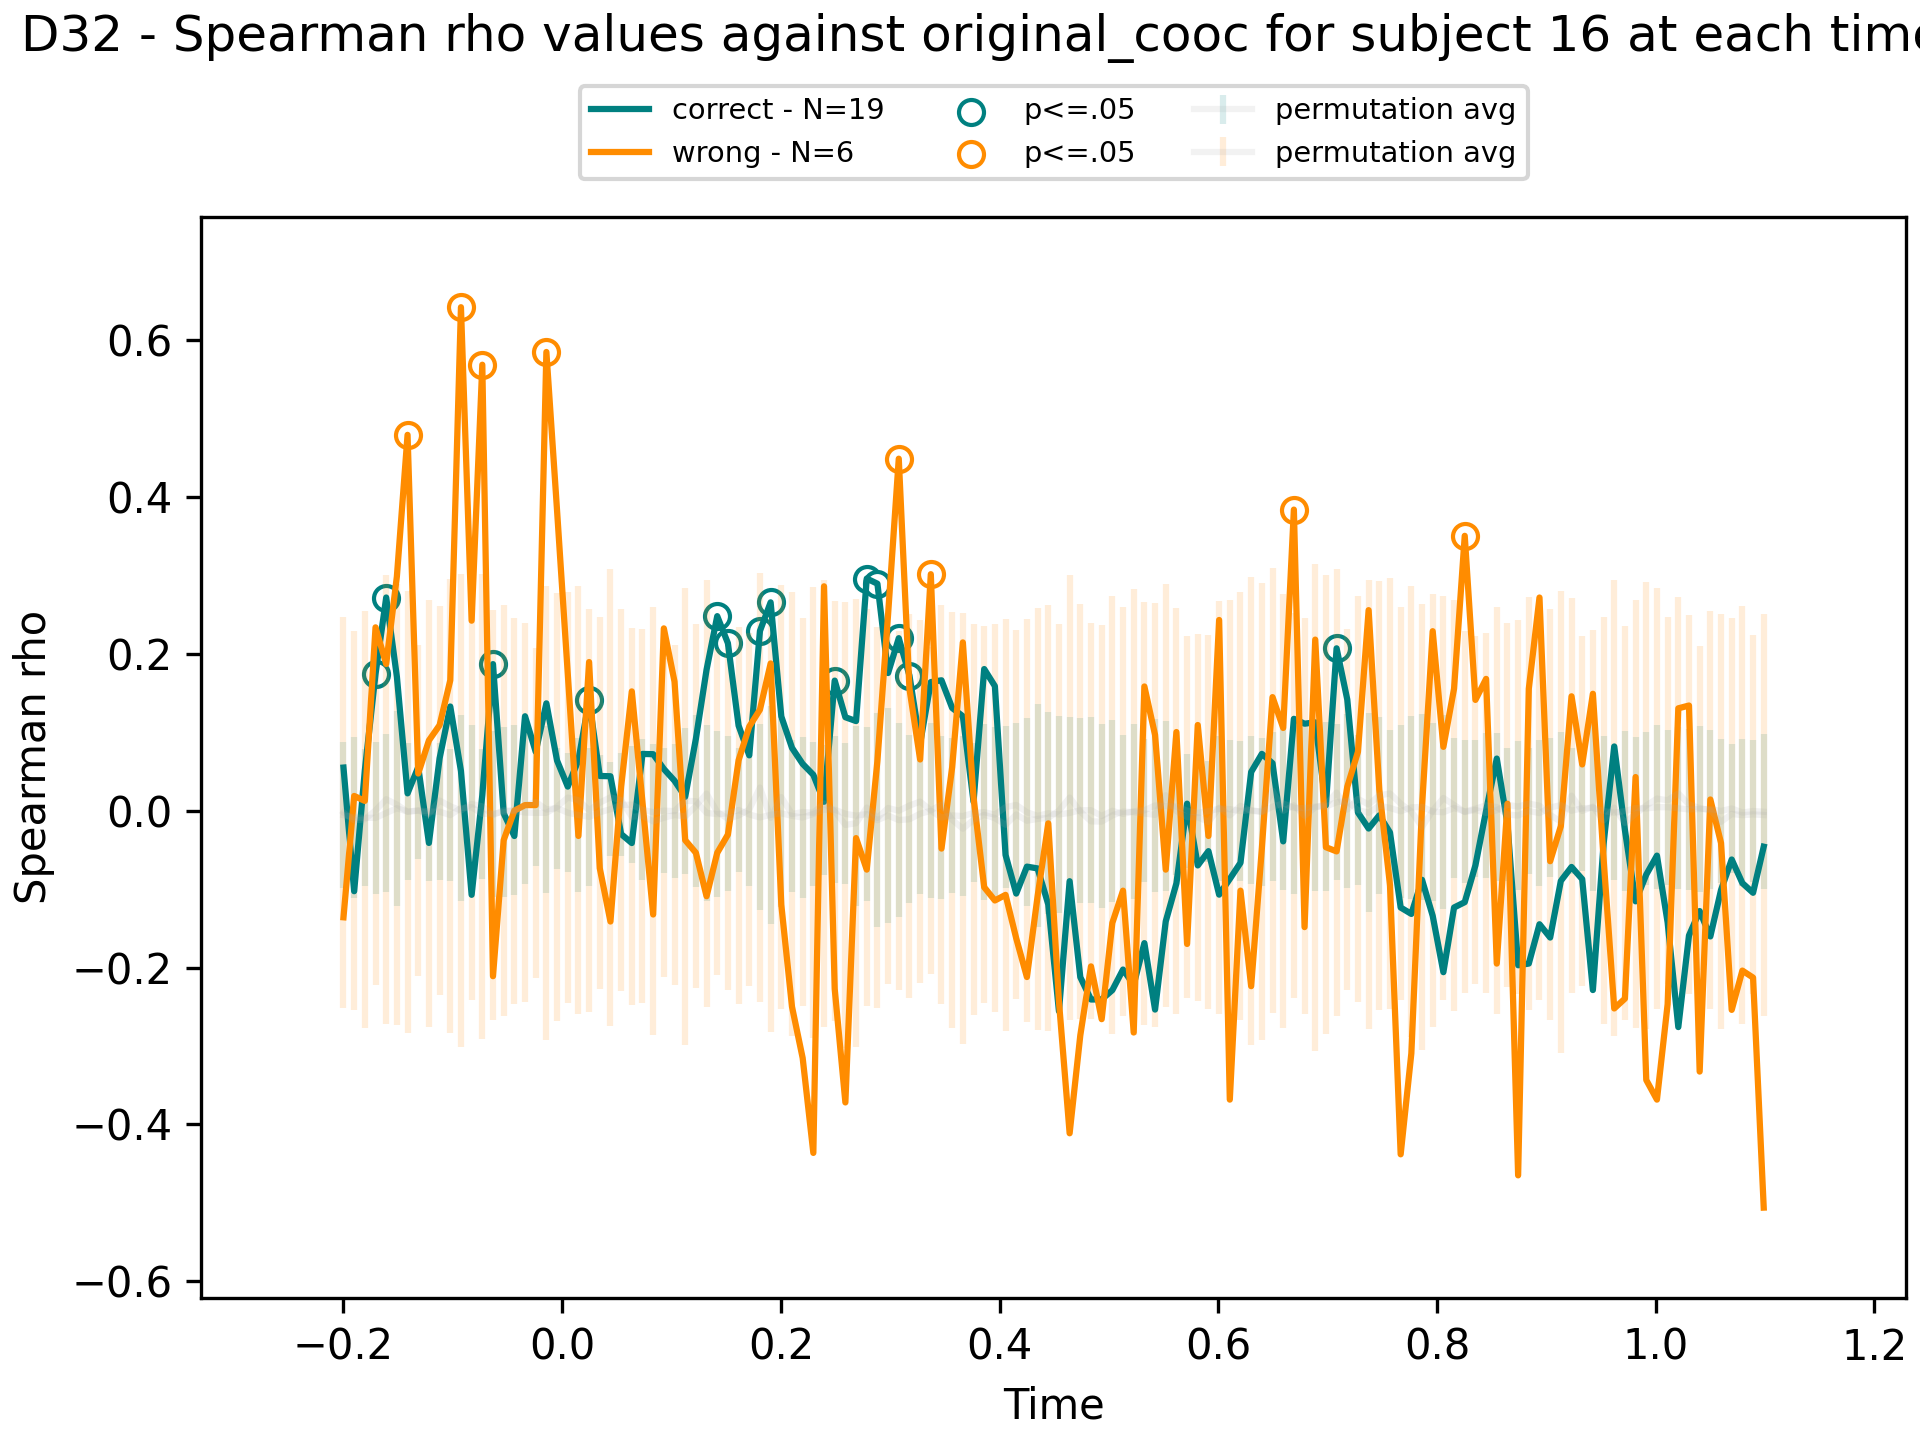 D32 - Spearman rho values against original_cooc for subject 16 at each time
correct - N=19
wrong - N=6
p<=.05
p<=.05
permutation avg
permutation avg
Spearman rho
0.6
0.4
0.2
0.0
−0.2
−0.4
−0.6
−0.2 0.0 0.2 0.4 0.6 0.8 1.0 1.2
Time